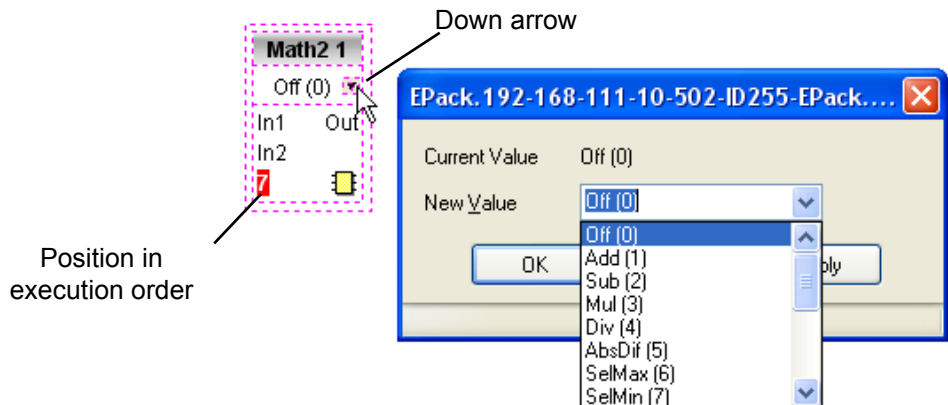 Down arrow
Math2 1
Off (0)
In1 Out
In2
7
Position in
execution order
EPack.192-168-111-10-502-ID255-EPack....
Current Value Off (0)
New Value Off (0)
Off (0)
Add (1)
Sub (2)
Mul (3)
Div (4)
AbsDif (5)
SelMax (6)
SelMin (7)
OK